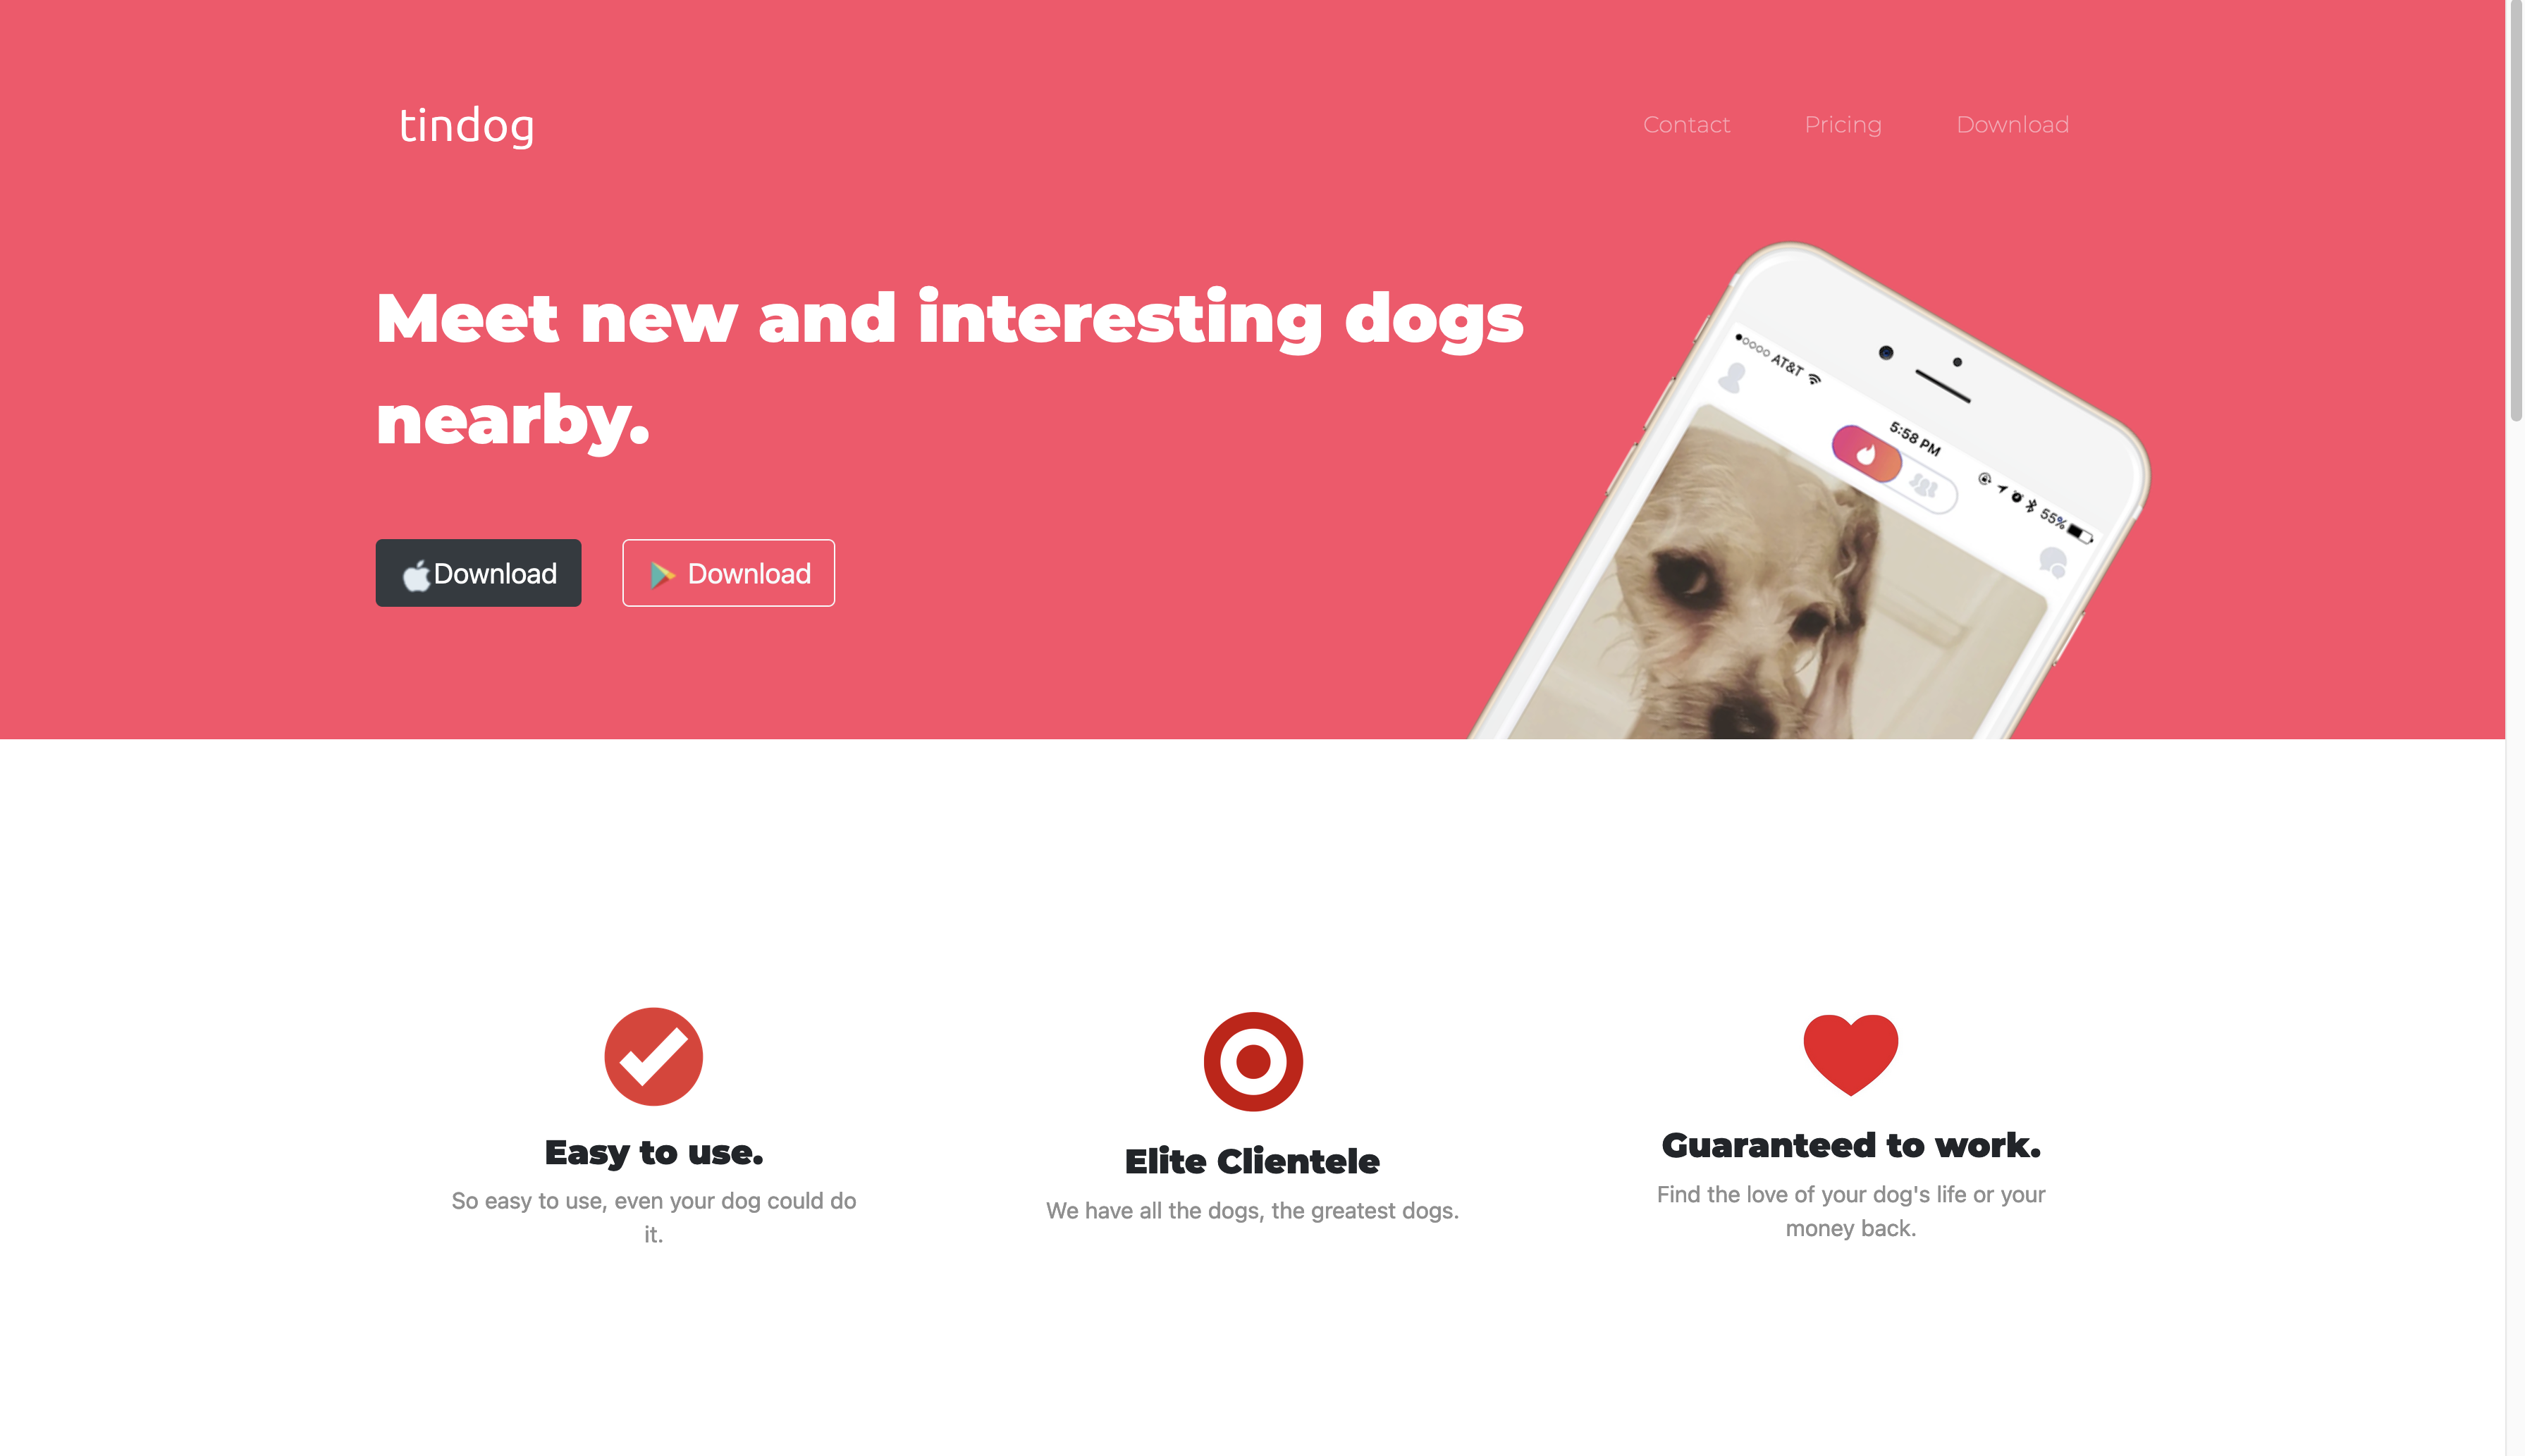 tindog
Contact
Pricing
Download
Meet new and interesting dogs
nearby.
Download
Download
AT&T
5:58 PM
55%
Easy to use.
So easy to use, even your dog could do
it.
Elite Clientele
We have all the dogs, the greatest dogs.
Guaranteed to work.
Find the love of your dog's life or your
money back.